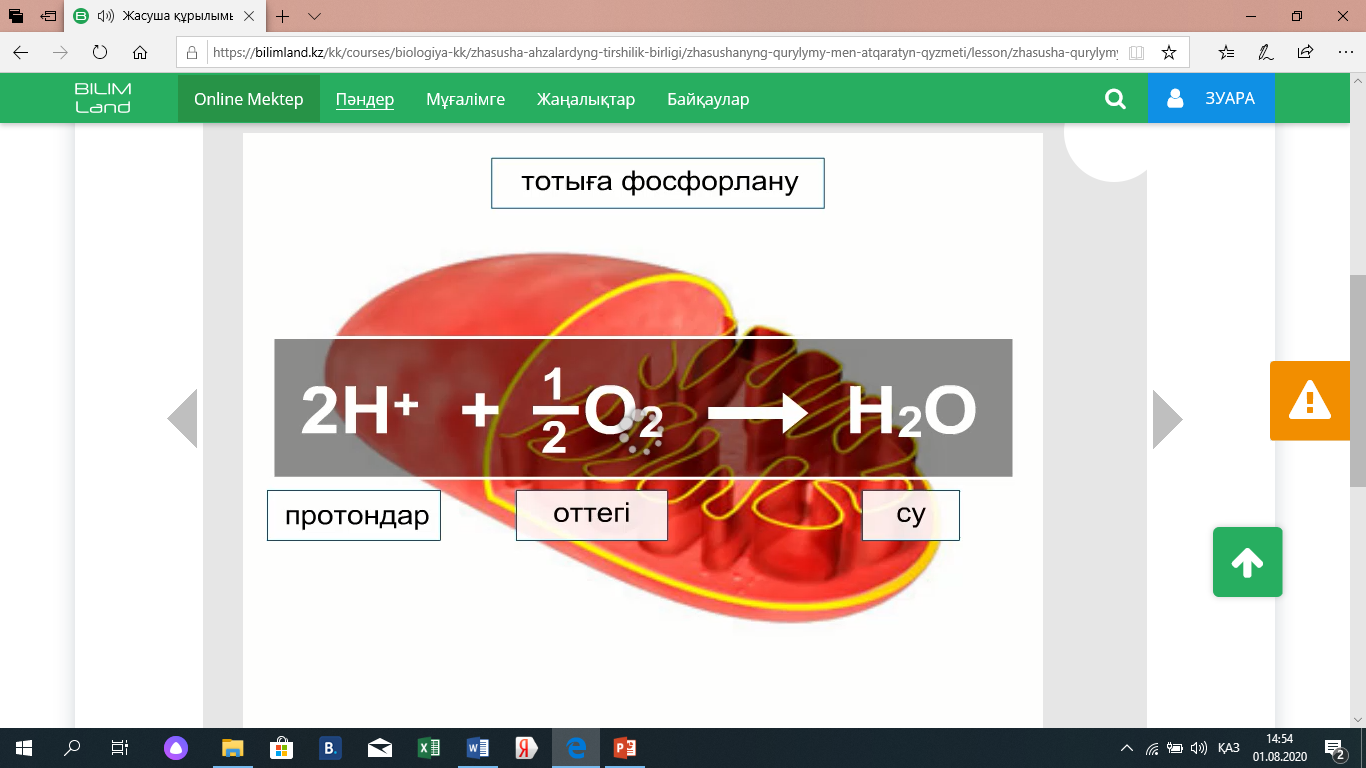 Жасуша құрылымы
https://bilimland.kz/kk/courses/biologiya-kk/zhasusha-ahzalardyng-tirshilik-birligi/zhasushanyng-qurylymy-men-atqaratyn-qyzmeti/lesson/zhasusha-qurylymy
BILIM
Land
Online Mektep
Пәндер
Мұғалімге
Жаңалықтар
Байқаулар
ЗУАРА
тотыға фосфорлану
2H⁺ + ½O₂ → H₂O
протондар
оттегі
су
B.
Я
ҚАЗ
14:54
01.08.2020
2